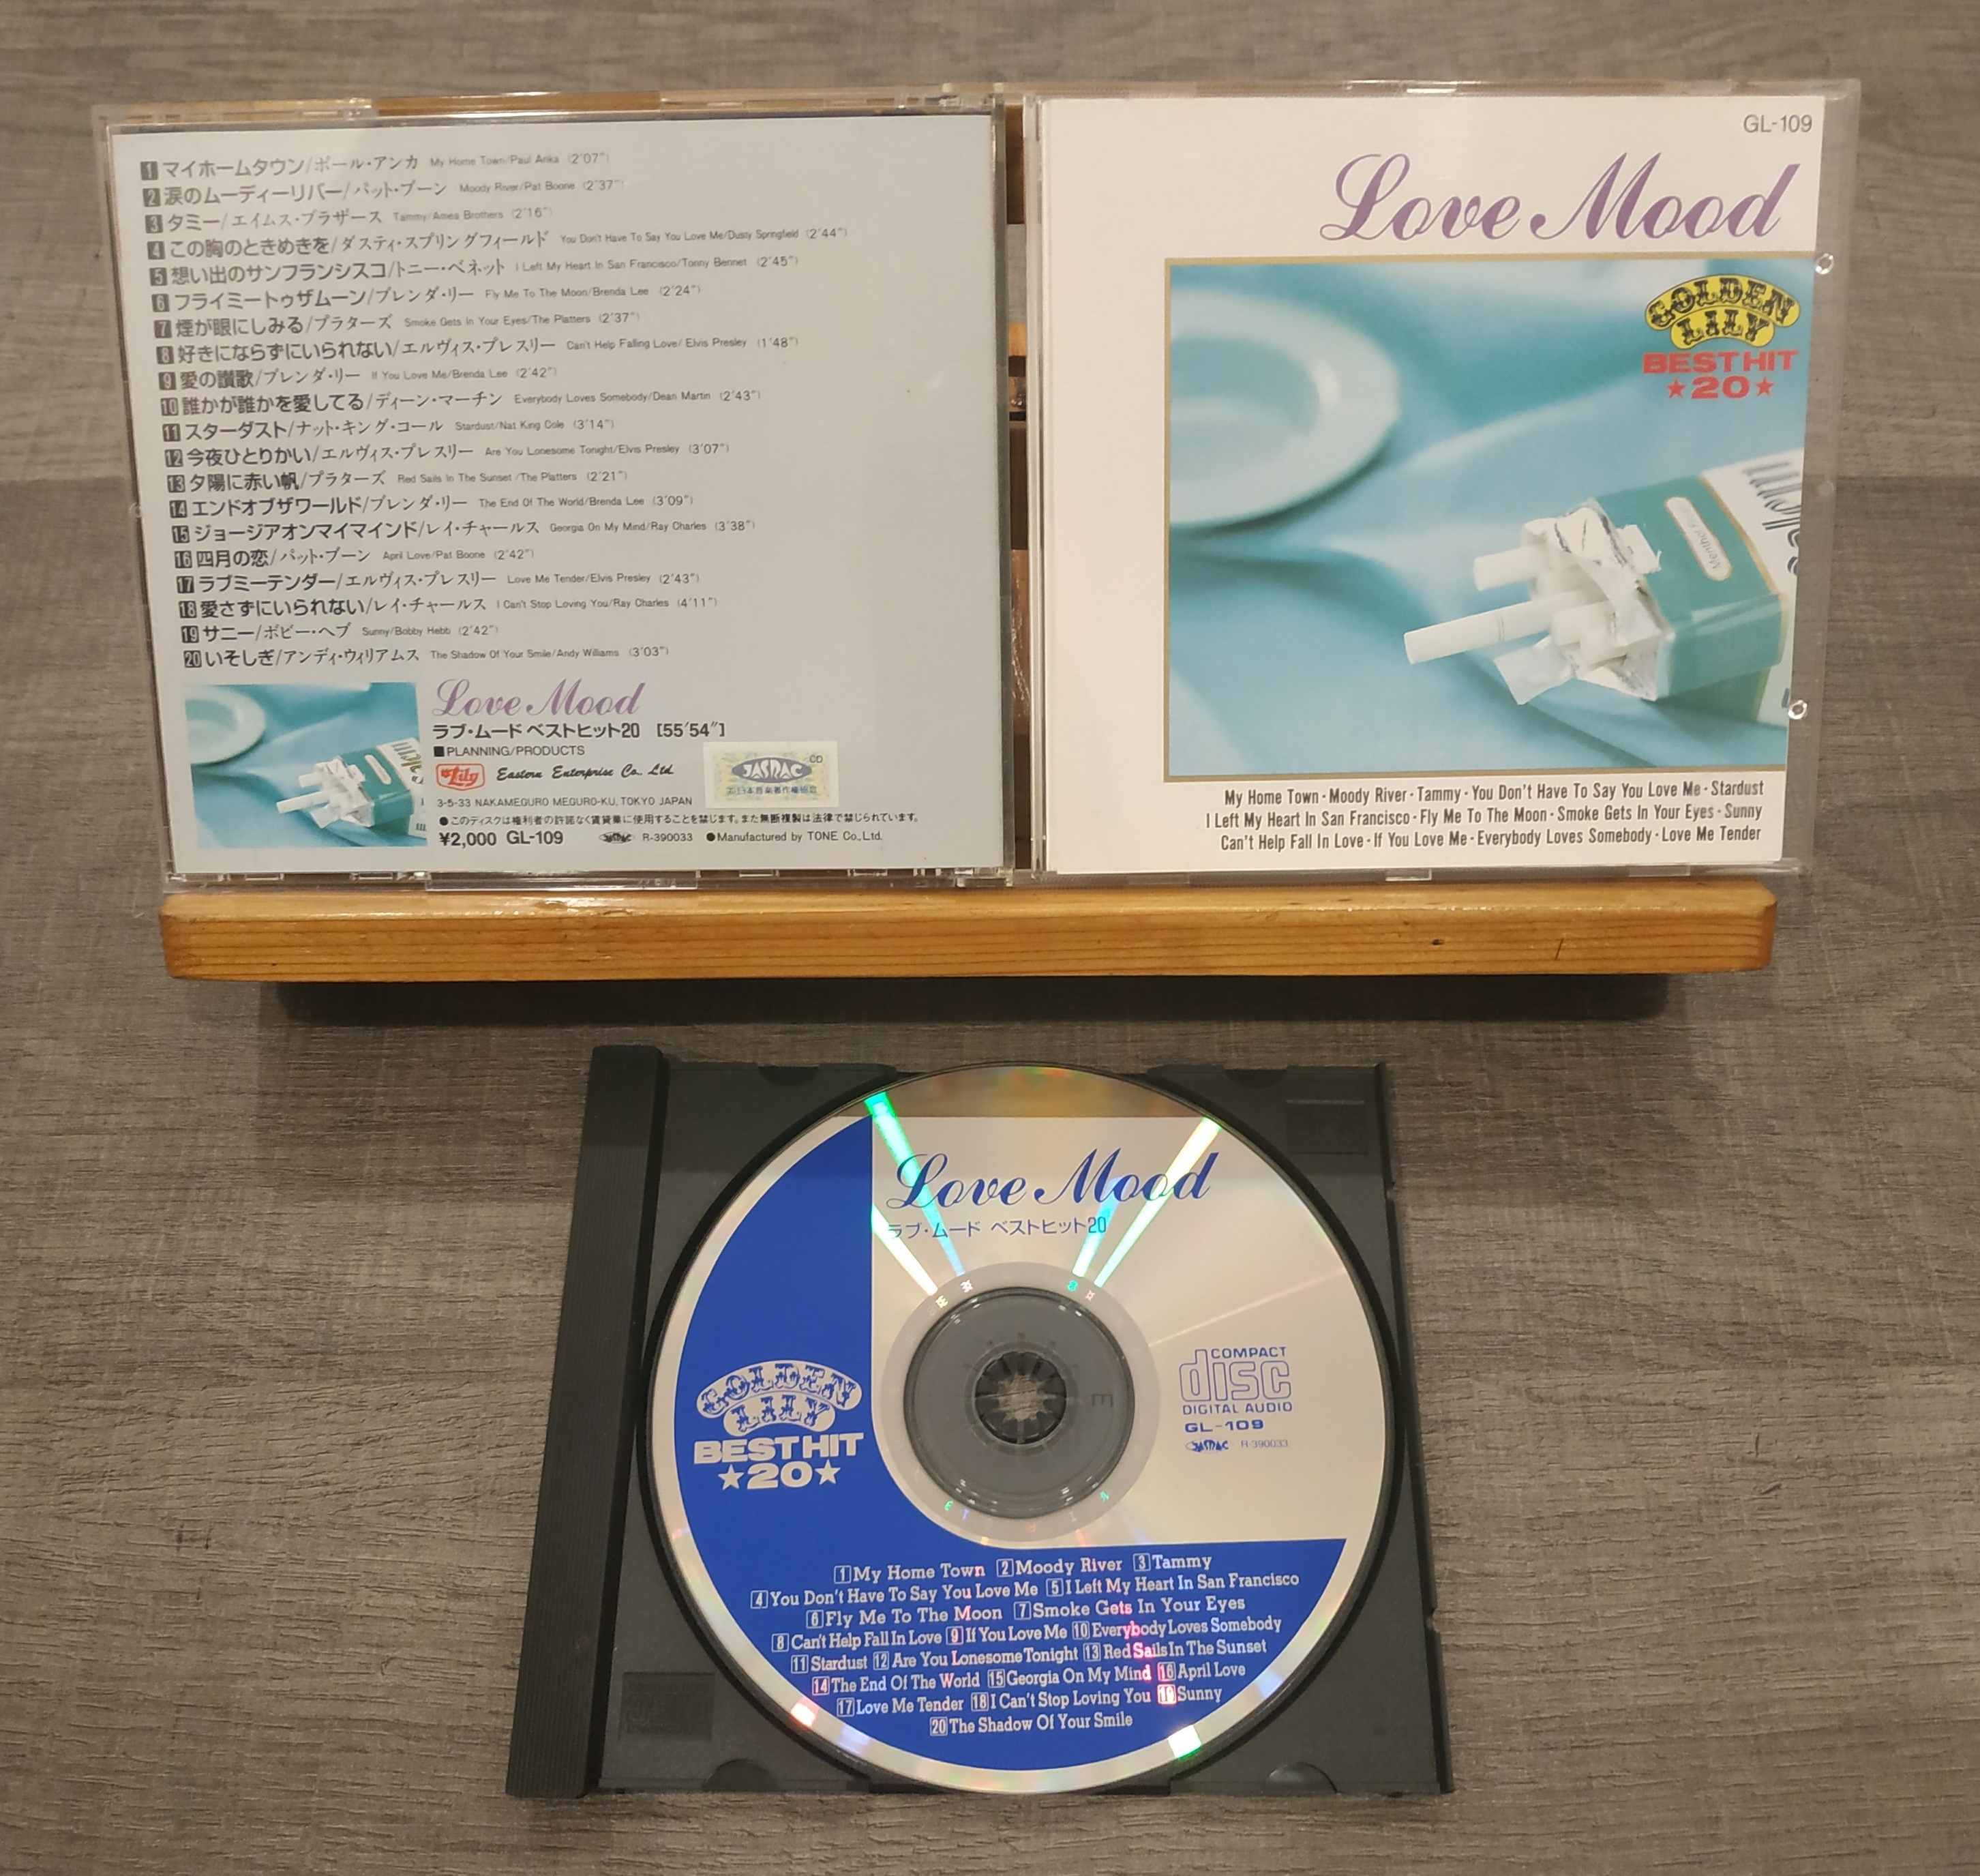 1 マイホームタウン/ポール・アンカ My Home Town/Paul Anka (2'07")
2 涙のムーディーリバー/パット・ブーン Moody River/Pat Boone (2'37")
3 タミー/エイムス・ブラザース Tammy/Ames Brothers (2'16")
4 この胸のときめきを/ダスティ・スプリングフィールド You Don't Have To Say You Love Me/Dusty Springfield (2'44")
5 想い出のサンフランシスコ/トニー・ベネット I Left My Heart In San Francisco/Tonny Bennet (2'45")
6 フライミートゥザムーン/ブレンダ・リー Fly Me To The Moon/Brenda Lee (2'24")
7 煙が眼にしみる/プラターズ Smoke Gets In Your Eyes/The Platters (2'37")
8 好きにならずにいられない/エルヴィス・プレスリー Can't Help Falling Love/ Elvis Presley (1'48")
9 愛の讃歌/ブレンダ・リー If You Love Me/Brenda Lee (2'42")
10 誰かが誰かを愛してる/ディーン・マーチン Everybody Loves Somebody/Dean Martin (2'43")
11 スターダスト/ナット・キング・コール Stardust/Nat King Cole (3'14")
12 今夜ひとりかい/エルヴィス・プレスリー Are You Lonesome Tonight/Elvis Presley (3'07")
13 夕陽に赤い帆/プラターズ Red Sails In The Sunset /The Platters (2'21")
14 エンドオブザワールド/ブレンダ・リー The End Of The World/Brenda Lee (3'09")
15 ジョージアオンマイマインド/レイ・チャールス Georgia On My Mind/Ray Charles (3'38")
16 四月の恋/パット・ブーン April Love/Pat Boone (2'42")
17 ラブミーテンダー/エルヴィス・プレスリー Love Me Tender/Elvis Presley (2'43")
18 愛さずにいられない/レイ・チャールス I Can't Stop Loving You/Ray Charles (4'11")
19 サニー/ボビー・ヘブ Sunny/Bobby Hebb (2'42")
20 いそしぎ/アンディ・ウィリアムス The Shadow Of Your Smile/Andy Williams (3'03")
Love Mood
ラブ・ムード ベストヒット20 [55'54"]
■PLANNING/PRODUCTS
Lily Eastern Enterprise Co., Ltd
3-5-33 NAKAMEGURO MEGURO-KU, TOKYO JAPAN
JASRAC CD
日本音楽著作権協会
●このディスクは権利者の許諾なく賃貸業に使用することを禁じます。また無断複製は法律で禁じられています。
¥2,000 GL-109 JASRAC R-390033 ●Manufactured by TONE Co., Ltd.
GL-109
Love Mood
GOLDEN
LILY
BEST HIT
★20★
Menthol
My Home Town・Moody River・Tammy・You Don't Have To Say You Love Me・Stardust
I Left My Heart In San Francisco・Fly Me To The Moon・Smoke Gets In Your Eyes・Sunny
Can't Help Fall In Love・If You Love Me・Everybody Loves Somebody・Love Me Tender
Love Mood
ラブ・ムード ベストヒット20
GOLDEN
LILY
BEST HIT
★20★
COMPACT
disc
DIGITAL AUDIO
GL-109
JASRAC R-390033
1 My Home Town 2 Moody River 3 Tammy
4 You Don't Have To Say You Love Me 5 I Left My Heart In San Francisco
6 Fly Me To The Moon 7 Smoke Gets In Your Eyes
8 Can't Help Fall In Love 9 If You Love Me 10 Everybody Loves Somebody
11 Stardust 12 Are You Lonesome Tonight 13 Red Sails In The Sunset
14 The End Of The World 15 Georgia On My Mind 16 April Love
17 Love Me Tender 18 I Can't Stop Loving You 19 Sunny
20 The Shadow Of Your Smile